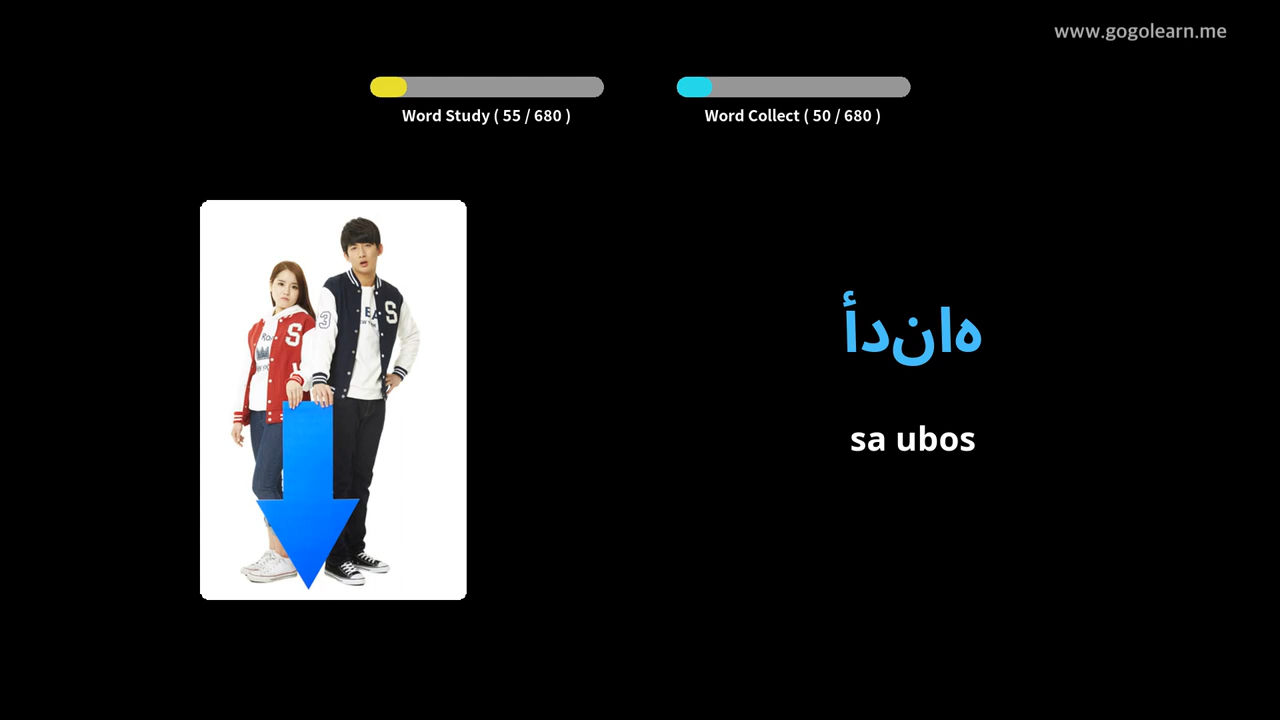 www.gogolearn.me
Word Study ( 55 / 680 )
Word Collect ( 50 / 680 )
أدناه
sa ubos